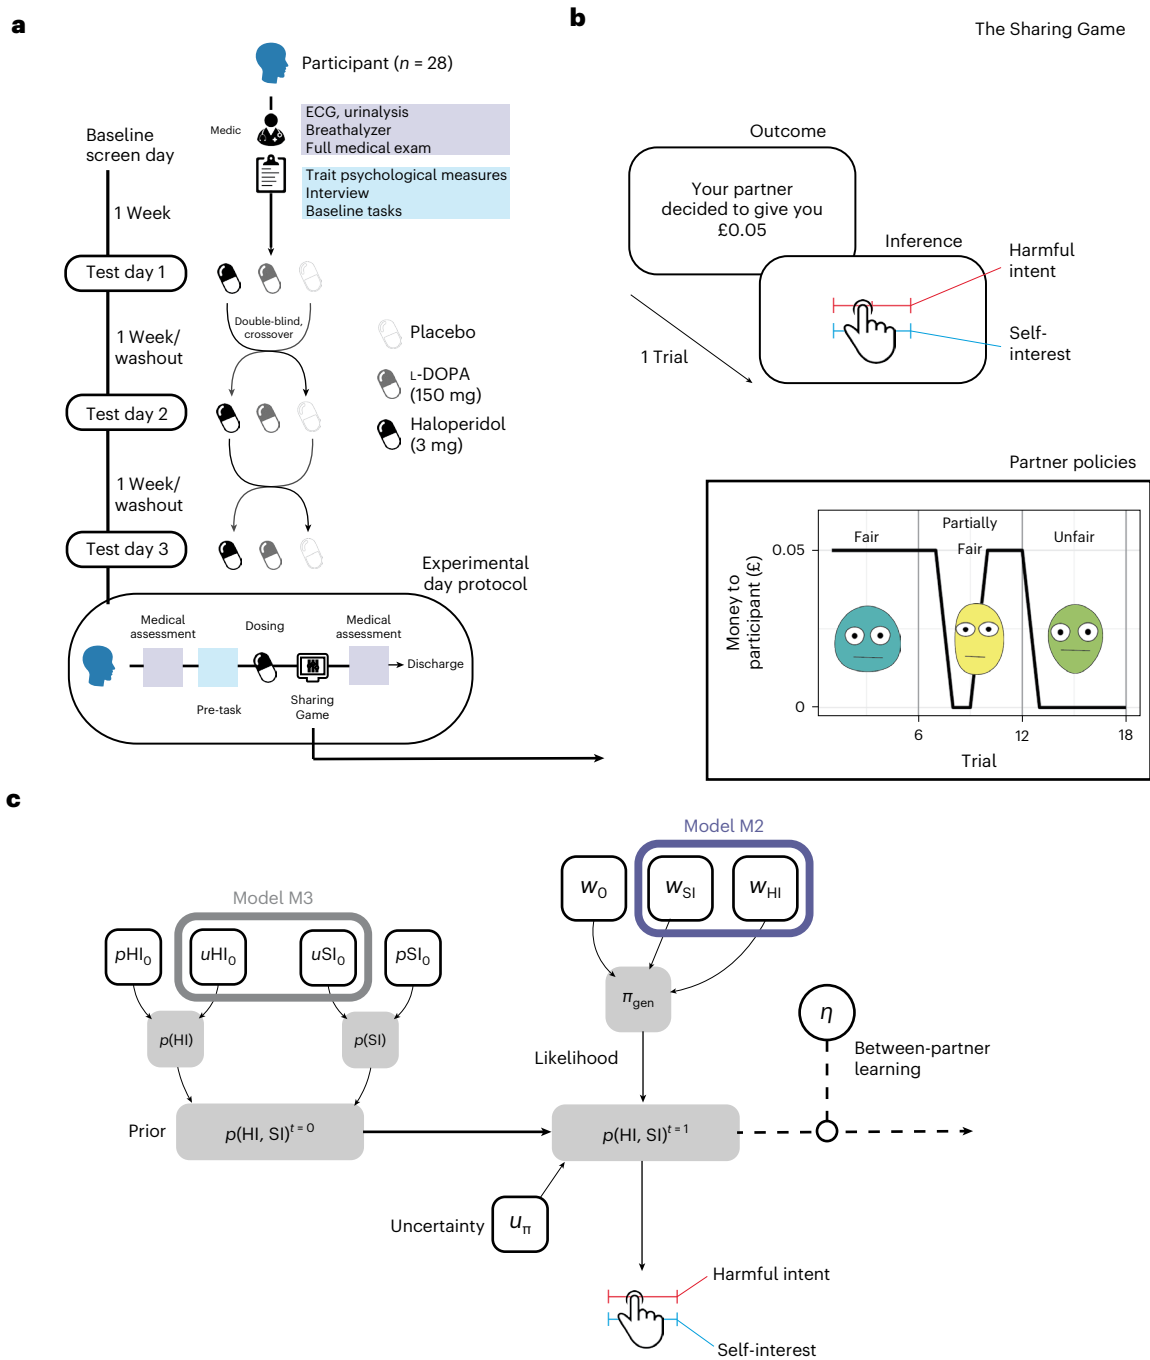 a
Participant (n = 28)
Medic
ECG, urinalysis
Breathalyzer
Full medical exam
Trait psychological measures
Interview
Baseline tasks
Baseline
screen day
1 Week
Test day 1
Double-blind,
crossover
1 Week/
washout
Placebo
L-DOPA
(150 mg)
Haloperidol
(3 mg)
Test day 2
1 Week/
washout
Test day 3
Experimental
day protocol
Medical
assessment
Dosing
Medical
assessment
Discharge
Pre-task
Sharing
Game
b
The Sharing Game
Outcome
Your partner
decided to give you
£0.05
Inference
Harmful
intent
Self-
interest
1 Trial
Partner policies
Money to
participant (£)
0.05
0
Fair
Partially
Fair
Unfair
6
12
18
Trial
c
Model M2
w0
wSI
wHI
Model M3
pHI0
uHI0
uSI0
pSI0
p(HI)
p(SI)
πgen
Likelihood
η
Between-partner
learning
Prior
p(HI, SI)t = 0
p(HI, SI)t = 1
Uncertainty
uπ
Harmful intent
Self-interest